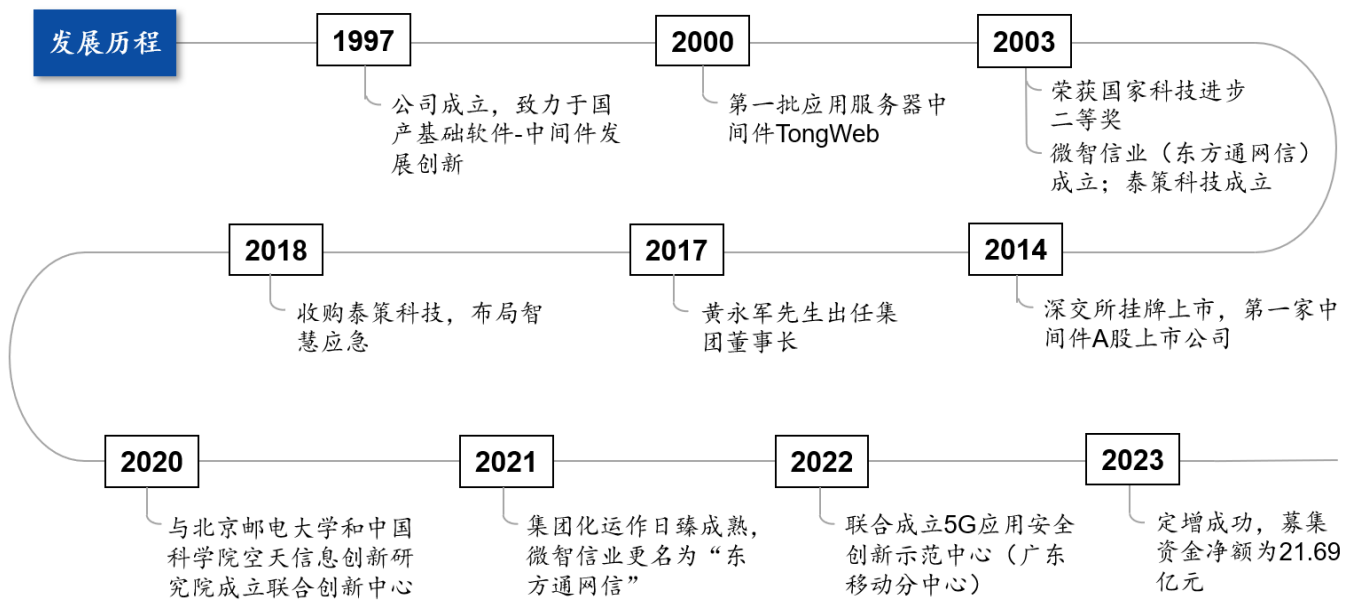 发展历程
1997
公司成立，致力于国
产基础软件-中间件发
展创新
2000
第一批应用服务器中
间件TongWeb
2003
荣获国家科技进步
二等奖
微智信业（东方通网信）
成立；泰策科技成立
2014
深交所挂牌上市，第一家中
间件A股上市公司
2017
黄永军先生出任集
团董事长
2018
收购泰策科技，布局智
慧应急
2020
与北京邮电大学和中国
科学院空天信息创新研
究院成立联合创新中心
2021
集团化运作日臻成熟，
微智信业更名为“东
方通网信”
2022
联合成立5G应用安全
创新示范中心（广东
移动分中心）
2023
定增成功，募集
资金净额为21.69
亿元